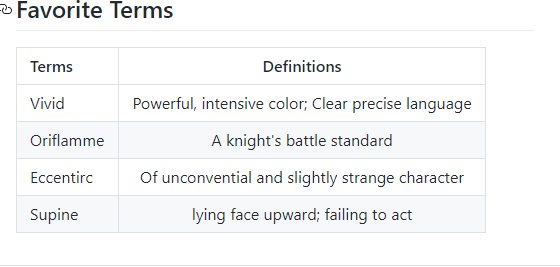 Favorite Terms
Terms Definitions
Vivid Powerful, intensive color; Clear precise language
Oriflamme A knight's battle standard
Eccentirc Of unconvential and slightly strange character
Supine lying face upward; failing to act